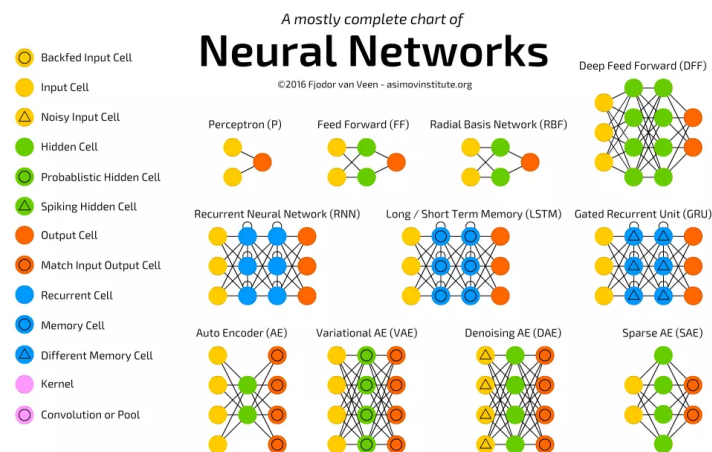 A mostly complete chart of
Neural Networks
©2016 Fjodor van Veen - asimovinstitute.org
Backfed Input Cell
Input Cell
Noisy Input Cell
Hidden Cell
Probablistic Hidden Cell
Spiking Hidden Cell
Output Cell
Match Input Output Cell
Recurrent Cell
Memory Cell
Different Memory Cell
Kernel
Convolution or Pool
Deep Feed Forward (DFF)
Perceptron (P)
Feed Forward (FF)
Radial Basis Network (RBF)
Recurrent Neural Network (RNN)
Long / Short Term Memory (LSTM)
Gated Recurrent Unit (GRU)
Auto Encoder (AE)
Variational AE (VAE)
Denoising AE (DAE)
Sparse AE (SAE)